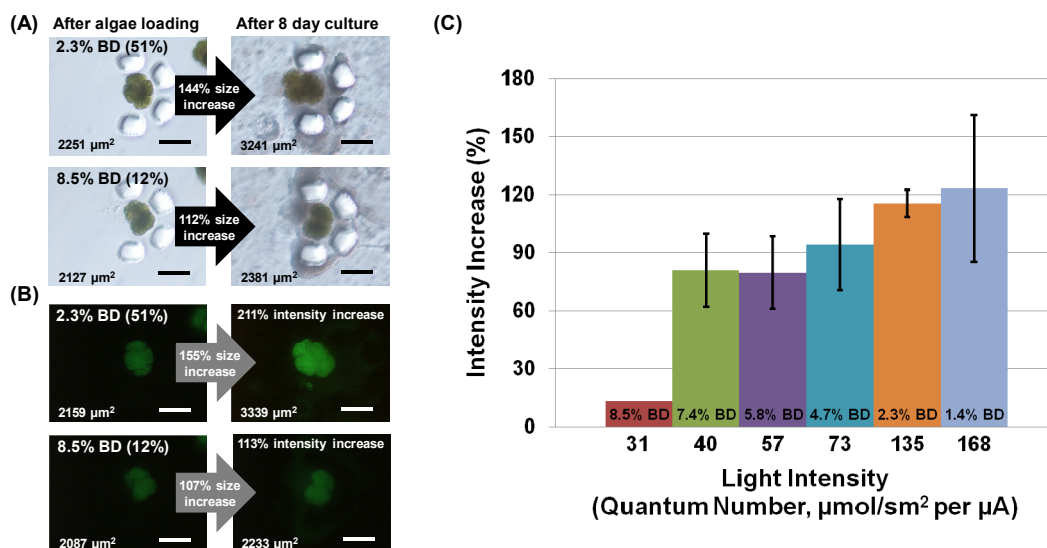 (A)
After algae loading
After 8 day culture
2.3% BD (51%)
144% size
increase
2251 µm²
3241 µm²
8.5% BD (12%)
112% size
increase
2127 µm²
2381 µm²
(B)
2.3% BD (51%)
211% intensity increase
155% size
increase
2159 µm²
3339 µm²
8.5% BD (12%)
113% intensity increase
107% size
increase
2087 µm²
2233 µm²
(C)
Intensity Increase (%)
180
150
120
90
60
30
0
8.5% BD
7.4% BD
5.8% BD
4.7% BD
2.3% BD
1.4% BD
31
40
57
73
135
168
Light Intensity
(Quantum Number, µmol/sm² per µA)